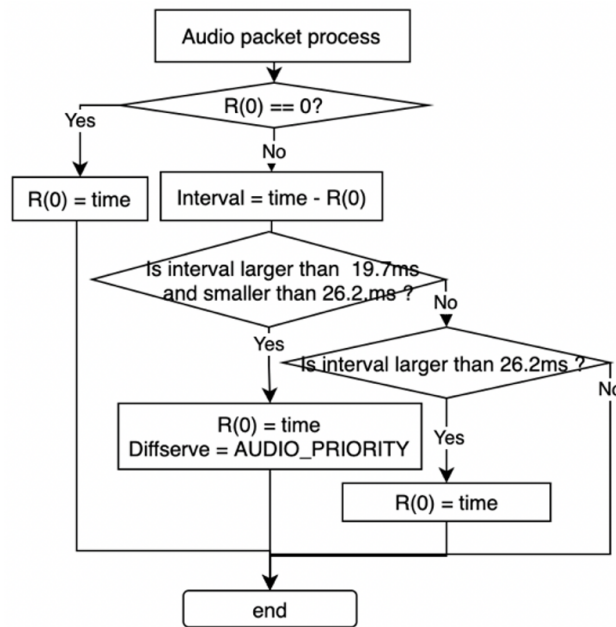 Audio packet process
R(0) == 0?
Yes
No
R(0) = time
Interval = time - R(0)
Is interval larger than 19.7ms
and smaller than 26.2.ms ?
No
Yes
Is interval larger than 26.2ms ?
No
R(0) = time
Diffserve = AUDIO_PRIORITY
Yes
R(0) = time
end